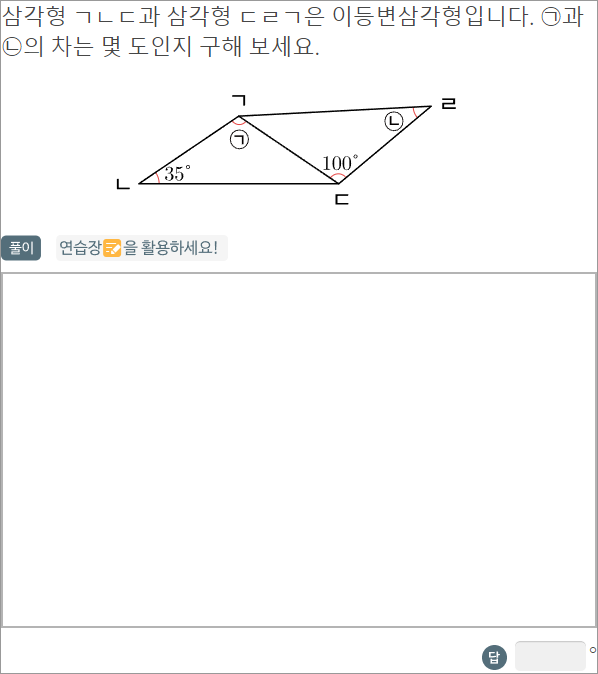 삼각형 ㄱㄴㄷ과 삼각형 ㄷㄹㄱ은 이등변삼각형입니다. ㉠과
㉡의 차는 몇 도인지 구해 보세요.
ㄱ
ㄹ
㉡
㉠
100°
35°
ㄴ
ㄷ
풀이 연습장을 활용하세요!
답 °